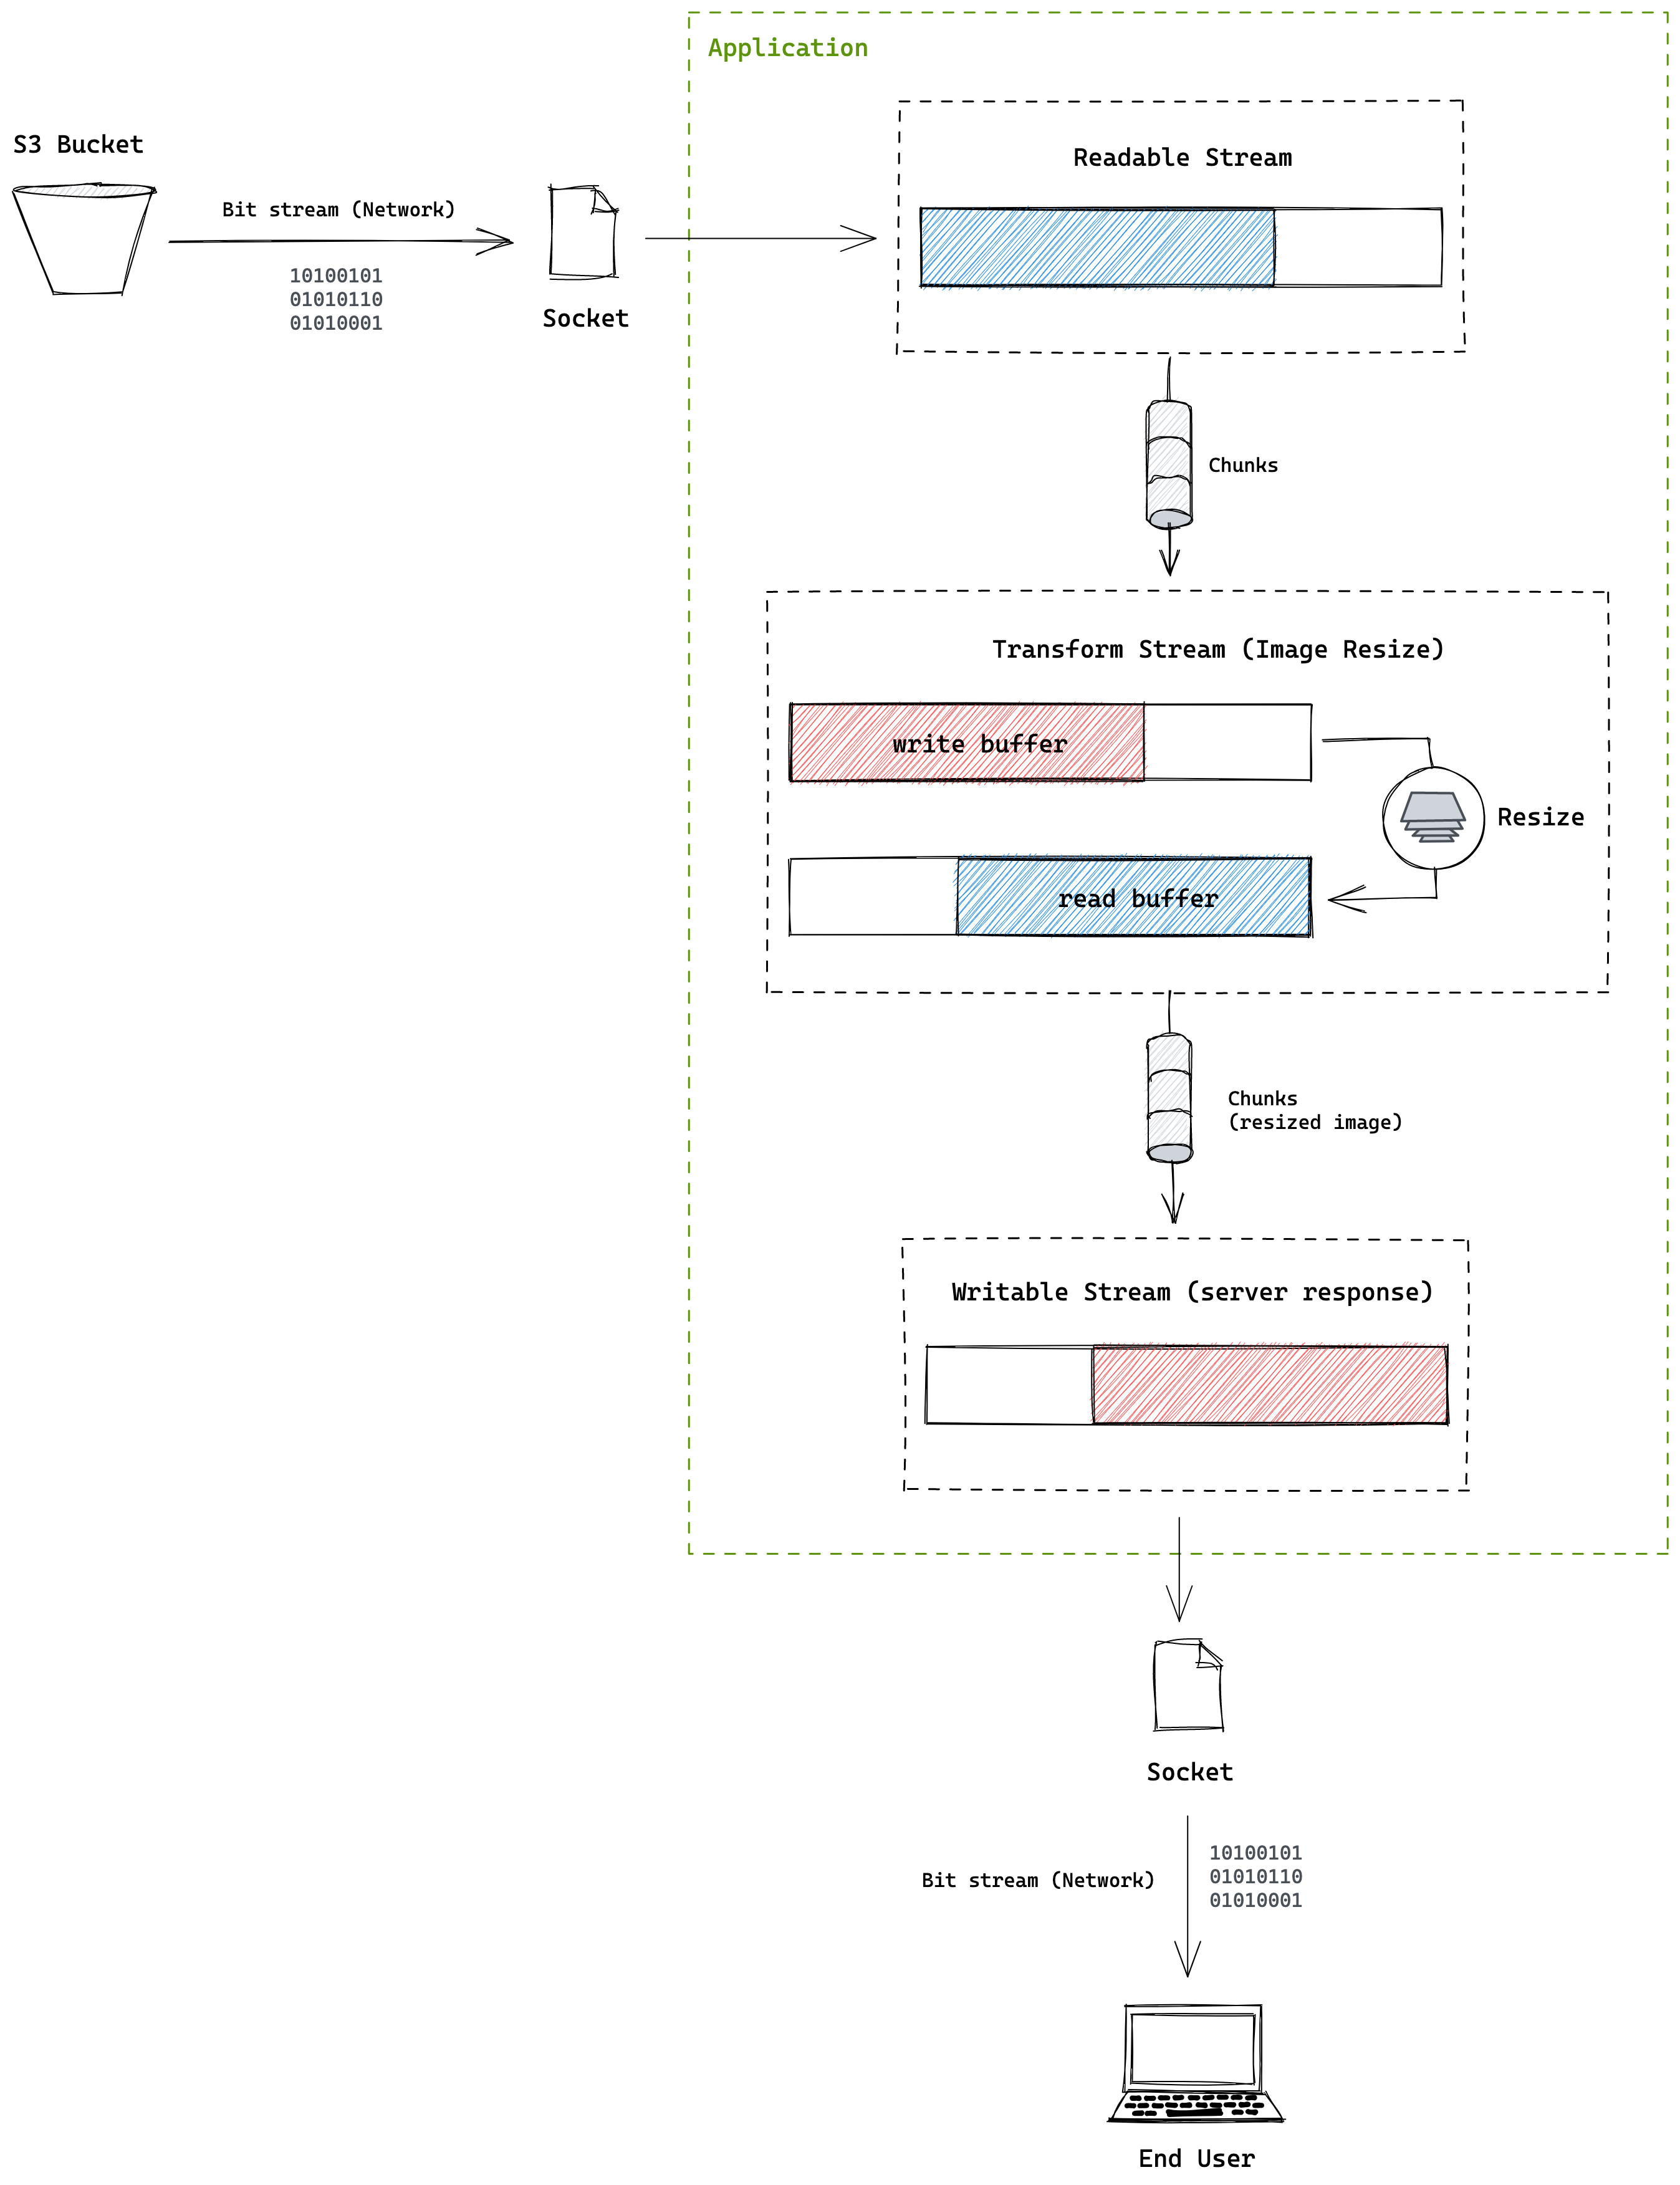 Application
S3 Bucket
Bit stream (Network)
10100101
01010110
01010001
Socket
Readable Stream
Chunks
Transform Stream (Image Resize)
write buffer
Resize
read buffer
Chunks
(resized image)
Writable Stream (server response)
Socket
Bit stream (Network)
10100101
01010110
01010001
End User